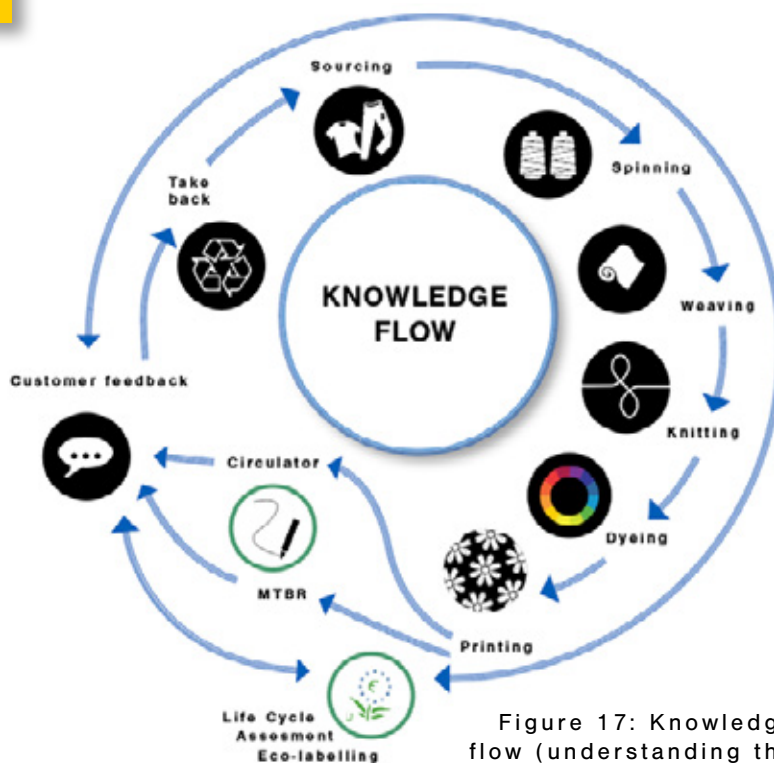 Sourcing
Spinning
Take
back
KNOWLEDGE
FLOW
Weaving
Customer feedback
Knitting
Circulator
Dyeing
MTBR
Printing
Life Cycle
Assesment
Eco-labelling
Figure 17: Knowledg
flow (understanding th